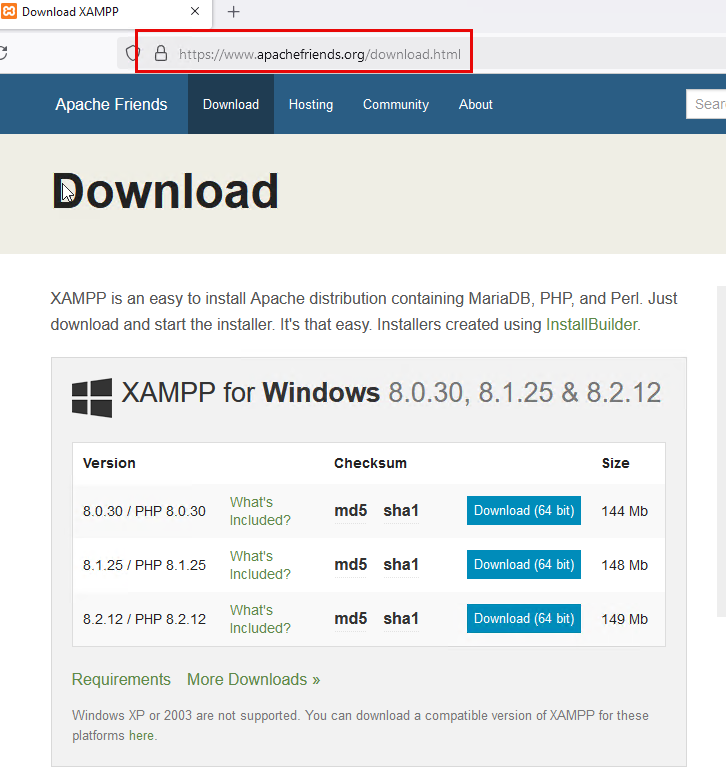 Download XAMPP
https://www.apachefriends.org/download.html
Apache Friends Download Hosting Community About
Download
XAMPP is an easy to install Apache distribution containing MariaDB, PHP, and Perl. Just
download and start the installer. It's that easy. Installers created using InstallBuilder.
XAMPP for Windows 8.0.30, 8.1.25 & 8.2.12
Version Checksum Size
8.0.30 / PHP 8.0.30 What's Included? md5 sha1 Download (64 bit) 144 Mb
8.1.25 / PHP 8.1.25 What's Included? md5 sha1 Download (64 bit) 148 Mb
8.2.12 / PHP 8.2.12 What's Included? md5 sha1 Download (64 bit) 149 Mb
Requirements More Downloads »
Windows XP or 2003 are not supported. You can download a compatible version of XAMPP for these
platforms here.